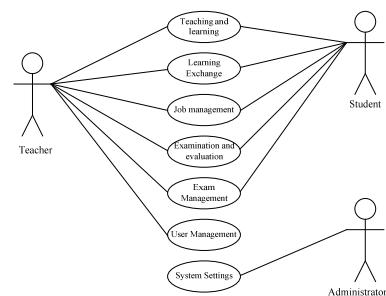 Teaching and
learning
Learning
Exchange
Job management
Student
Examination and
evaluation
Teacher
Exam
Management
User Management
System Settings
Administrator